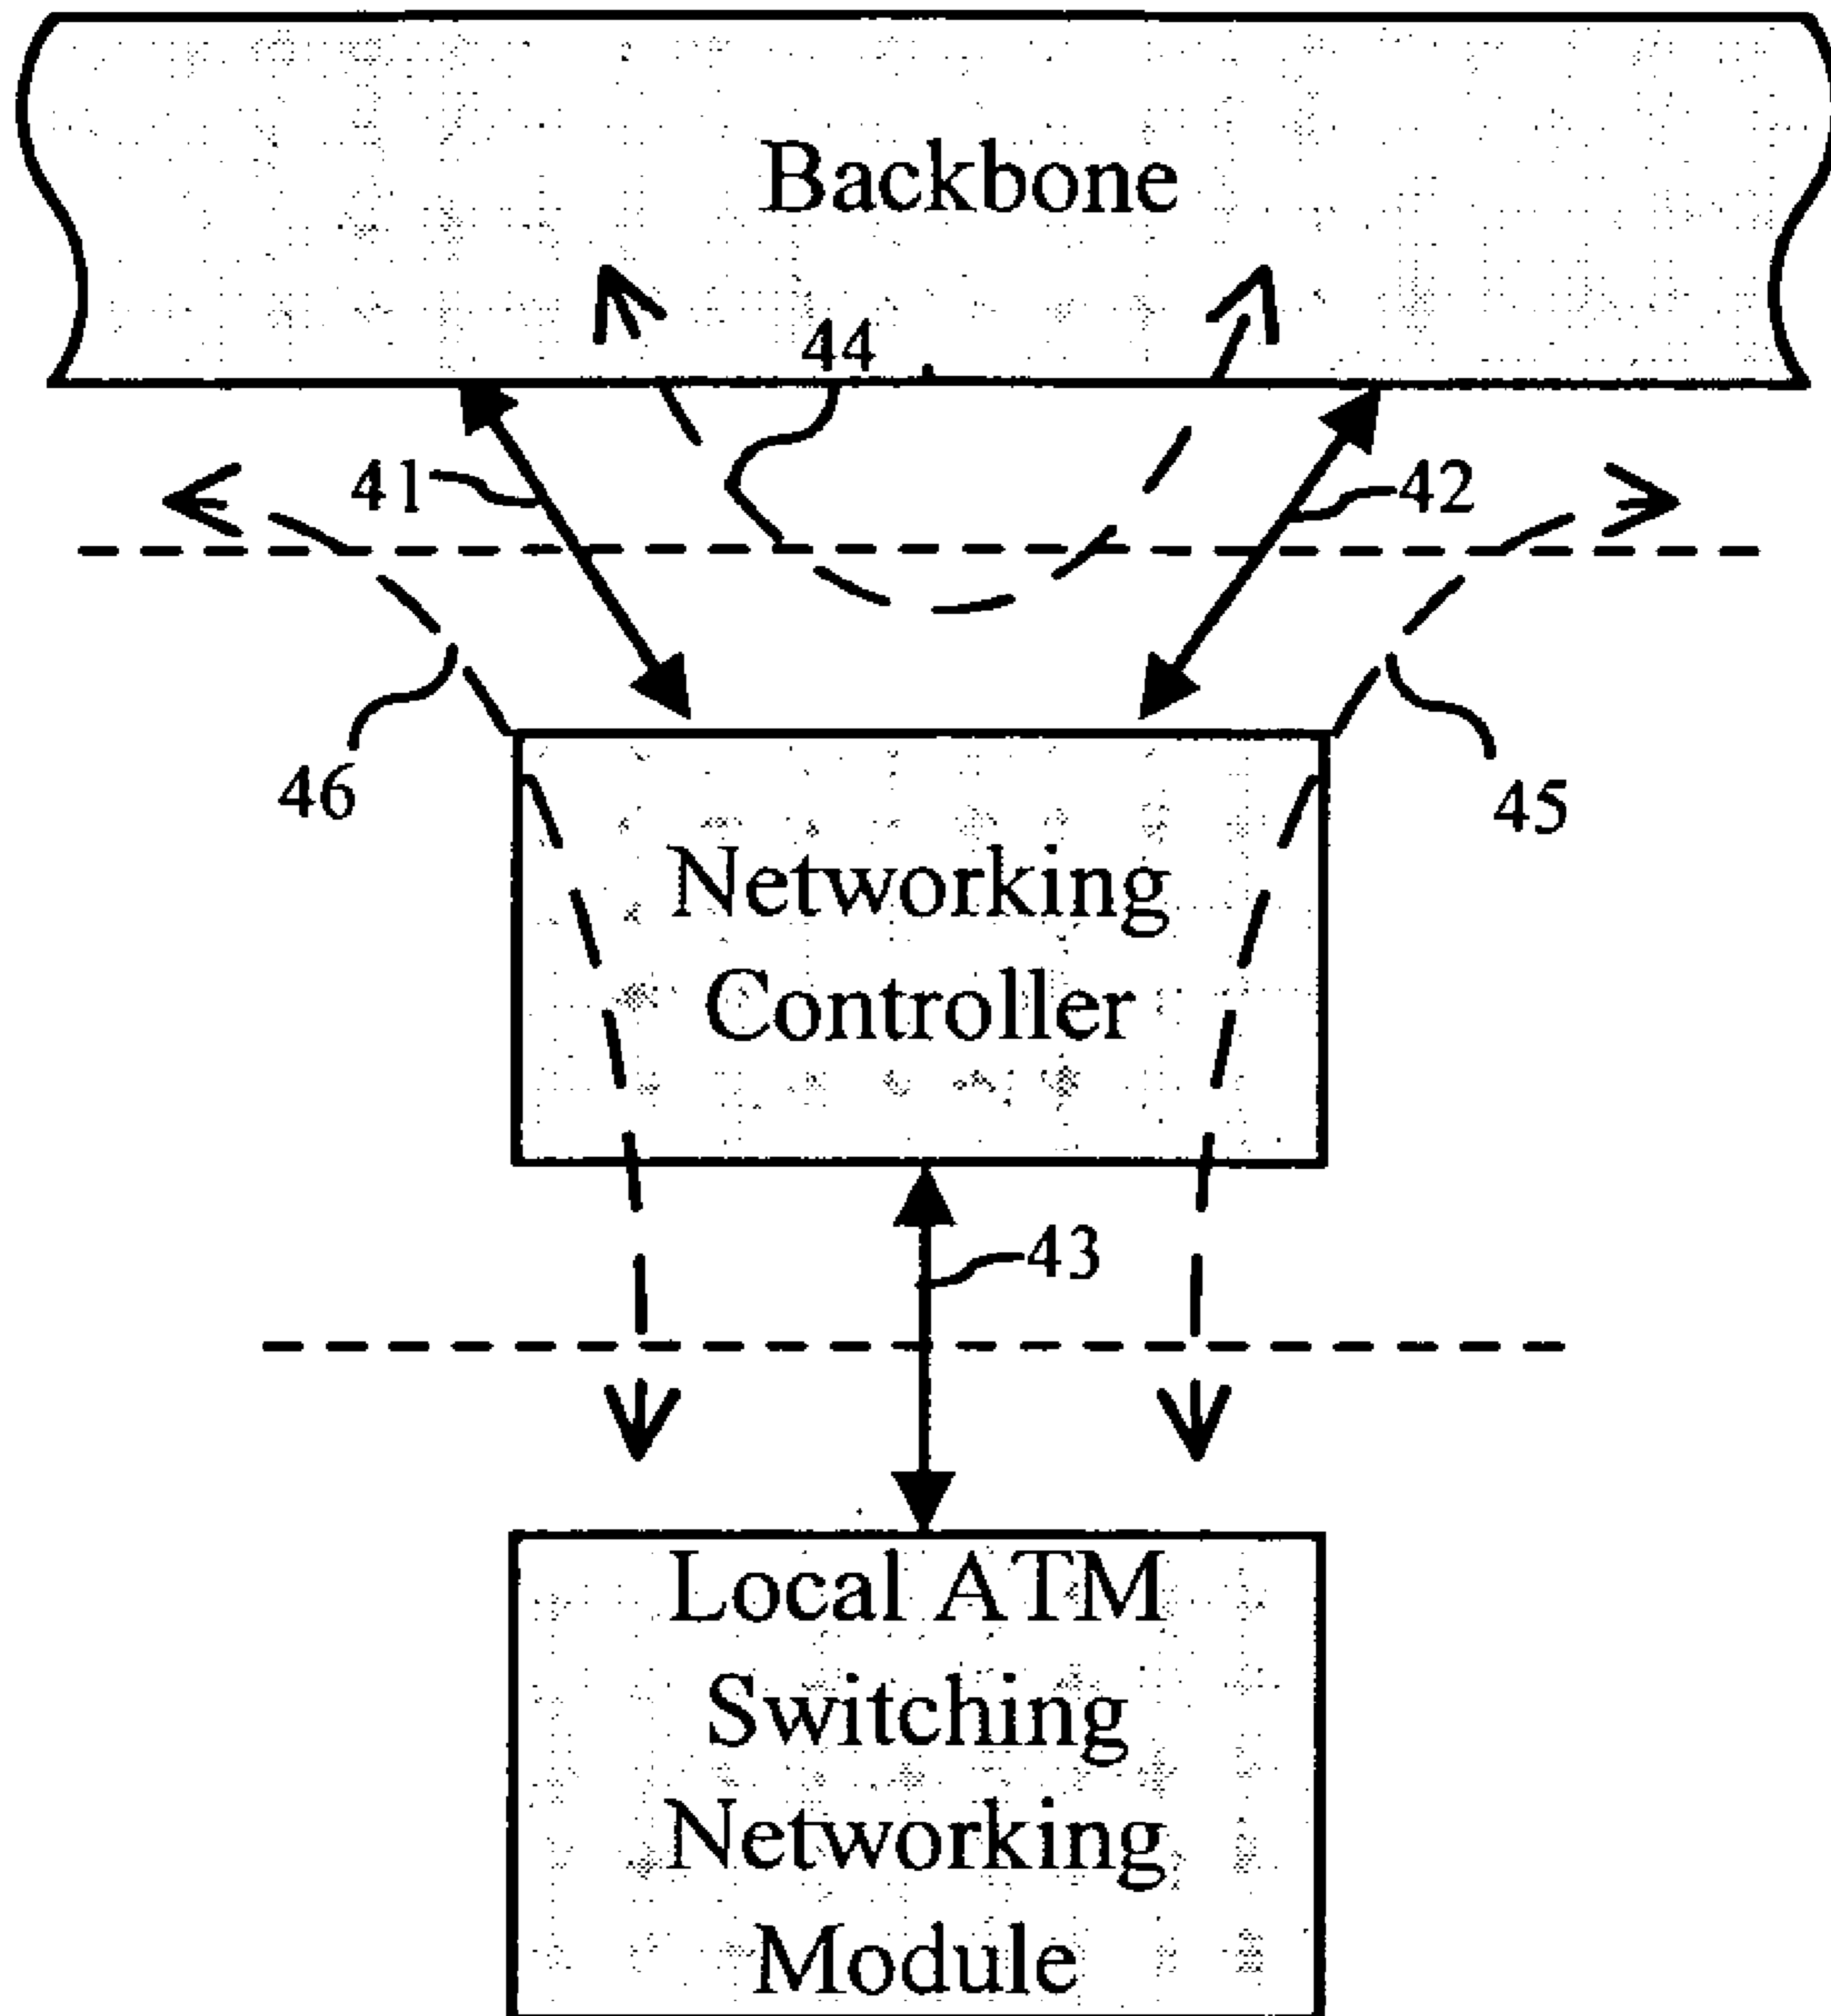 Backbone
44
41
42
46
45
Networking
Controller
43
Local ATM
Switching
Networking
Module